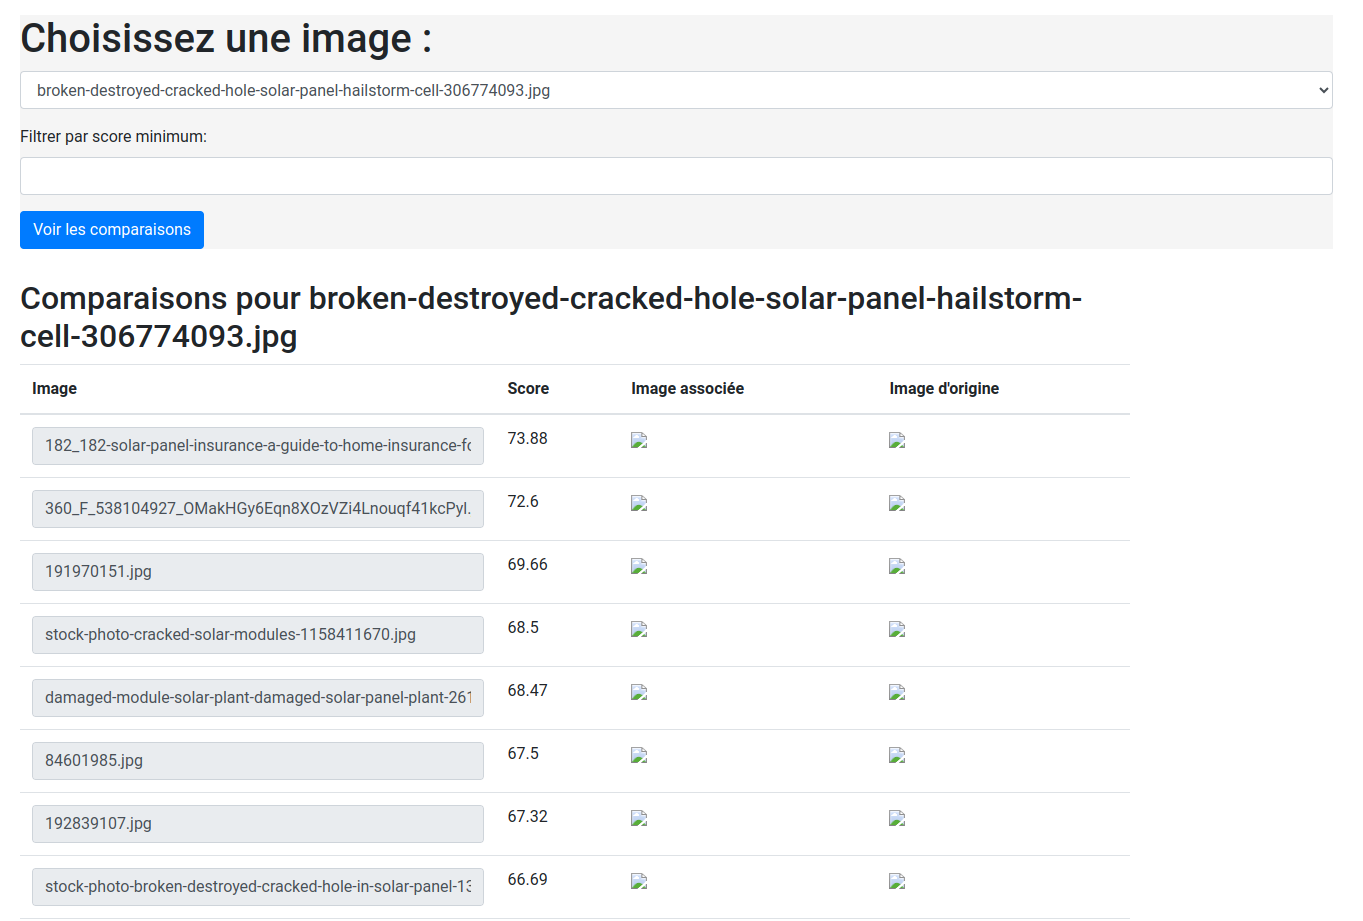 Choisissez une image :
broken-destroyed-cracked-hole-solar-panel-hailstorm-cell-306774093.jpg
Filtrer par score minimum:
Voir les comparaisons
Comparaisons pour broken-destroyed-cracked-hole-solar-panel-hailstorm-
cell-306774093.jpg
Image Score Image associée Image d'origine
182_182-solar-panel-insurance-a-guide-to-home-insurance-fo 73.88
360_F_538104927_OMakHGy6Eqn8XOzVZi4Lnouqf41kcPyI. 72.6
191970151.jpg 69.66
stock-photo-cracked-solar-modules-1158411670.jpg 68.5
damaged-module-solar-plant-damaged-solar-panel-plant-261 68.47
84601985.jpg 67.5
192839107.jpg 67.32
stock-photo-broken-destroyed-cracked-hole-in-solar-panel-13 66.69